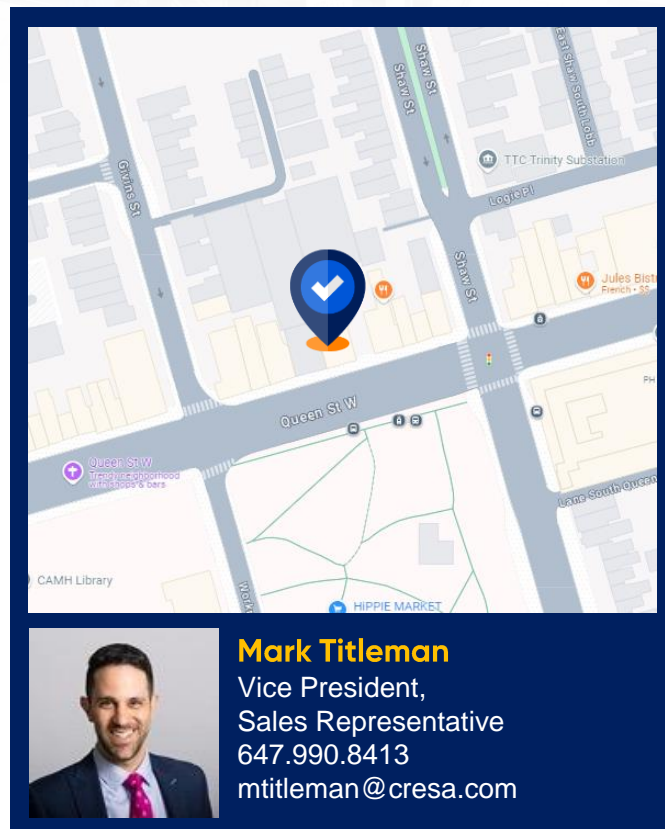 Shaw St
Shaw St
East Shaw South Lobb
Givins St
TTC Trinity Substation
Logie Pl
Shaw St
Jules Bist
French • $$
PH
Queen St W
Queen St W
Trendy neighborhood
with shops & bars
Lane South Queen
CAMH Library
Work
HiPPIE MARKET
Mark Titleman
Vice President,
Sales Representative
647.990.8413
mtitleman@cresa.com